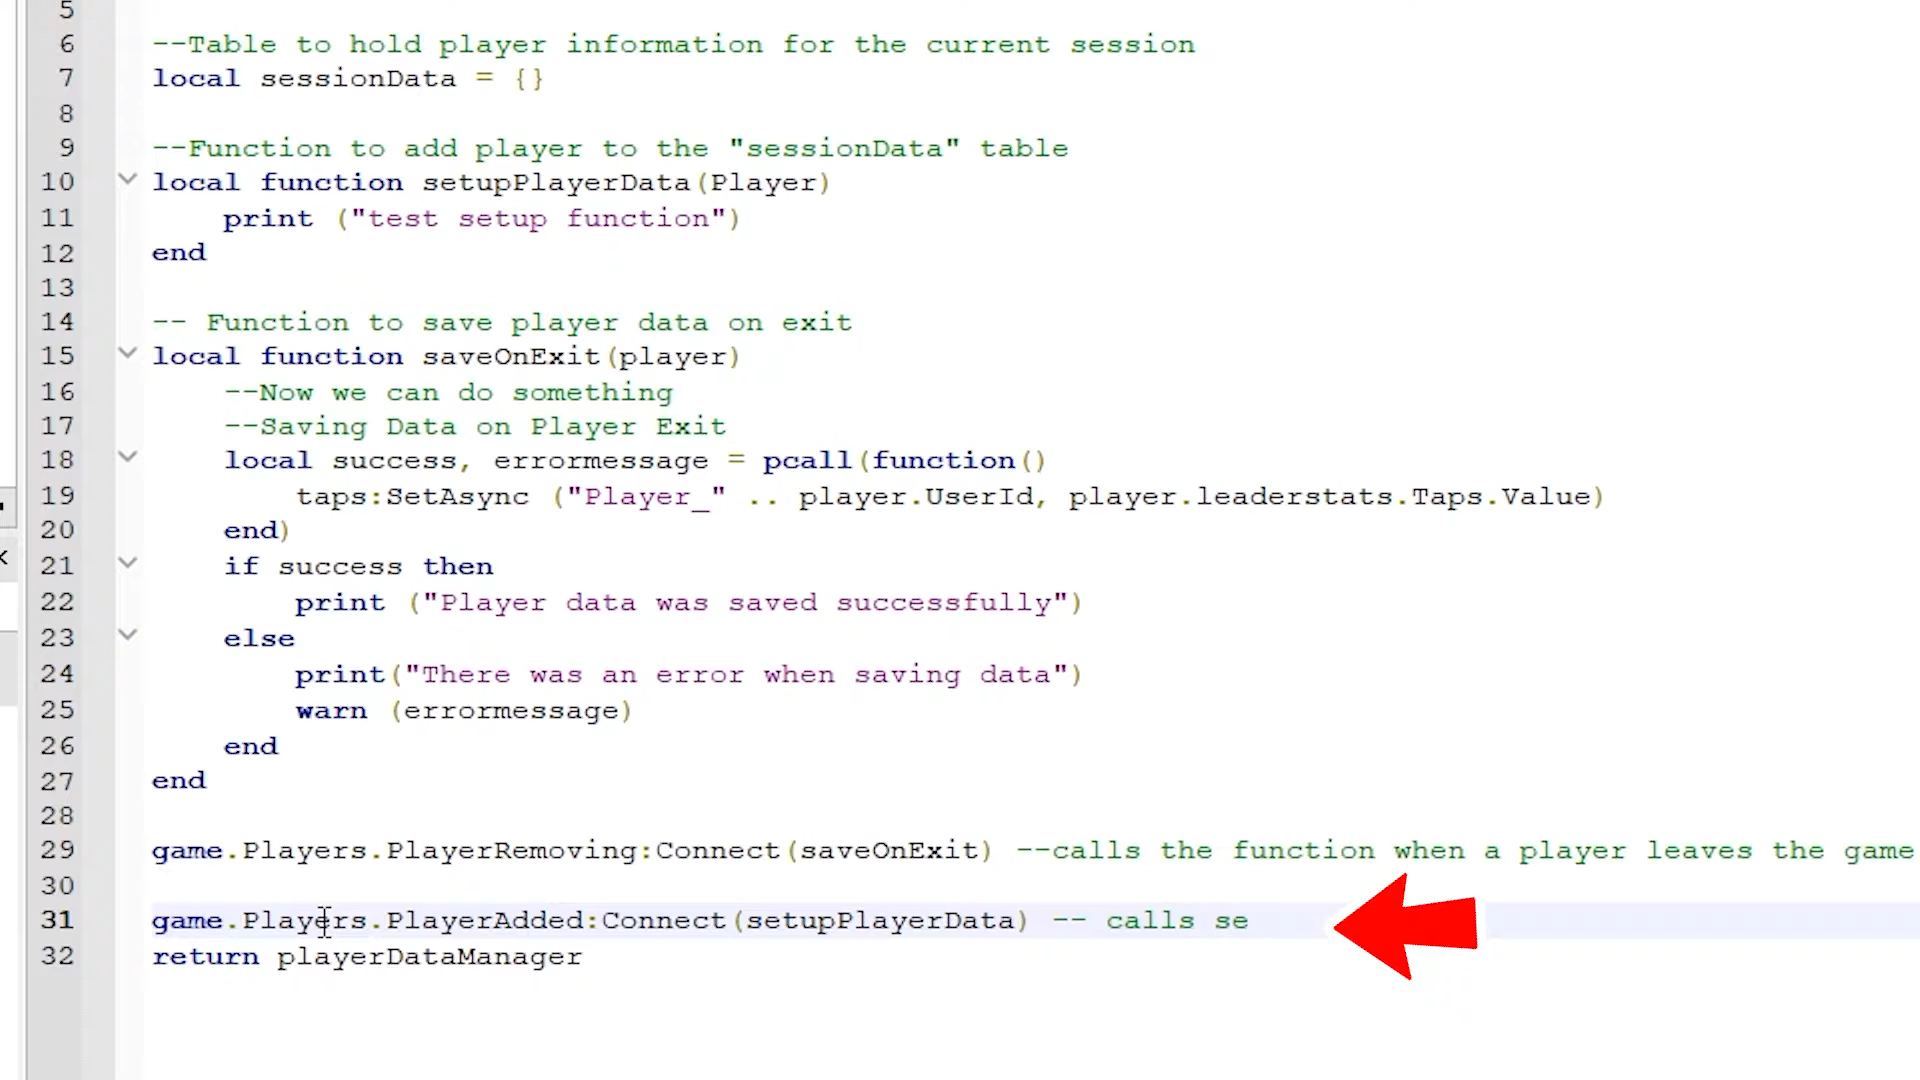 5
6 --Table to hold player information for the current session
7 local sessionData = {}
8
9 --Function to add player to the "sessionData" table
10 local function setupPlayerData(Player)
11 print ("test setup function")
12 end
13
14 -- Function to save player data on exit
15 local function saveOnExit(player)
16 --Now we can do something
17 --Saving Data on Player Exit
18 local success, errormessage = pcall(function()
19 taps:SetAsync ("Player_" .. player.UserId, player.leaderstats.Taps.Value)
20 end)
21 if success then
22 print ("Player data was saved successfully")
23 else
24 print("There was an error when saving data")
25 warn (errormessage)
26 end
27 end
28
29 game.Players.PlayerRemoving:Connect(saveOnExit) --calls the function when a player leaves the game
30
31 game.Players.PlayerAdded:Connect(setupPlayerData) -- calls se
32 return playerDataManager